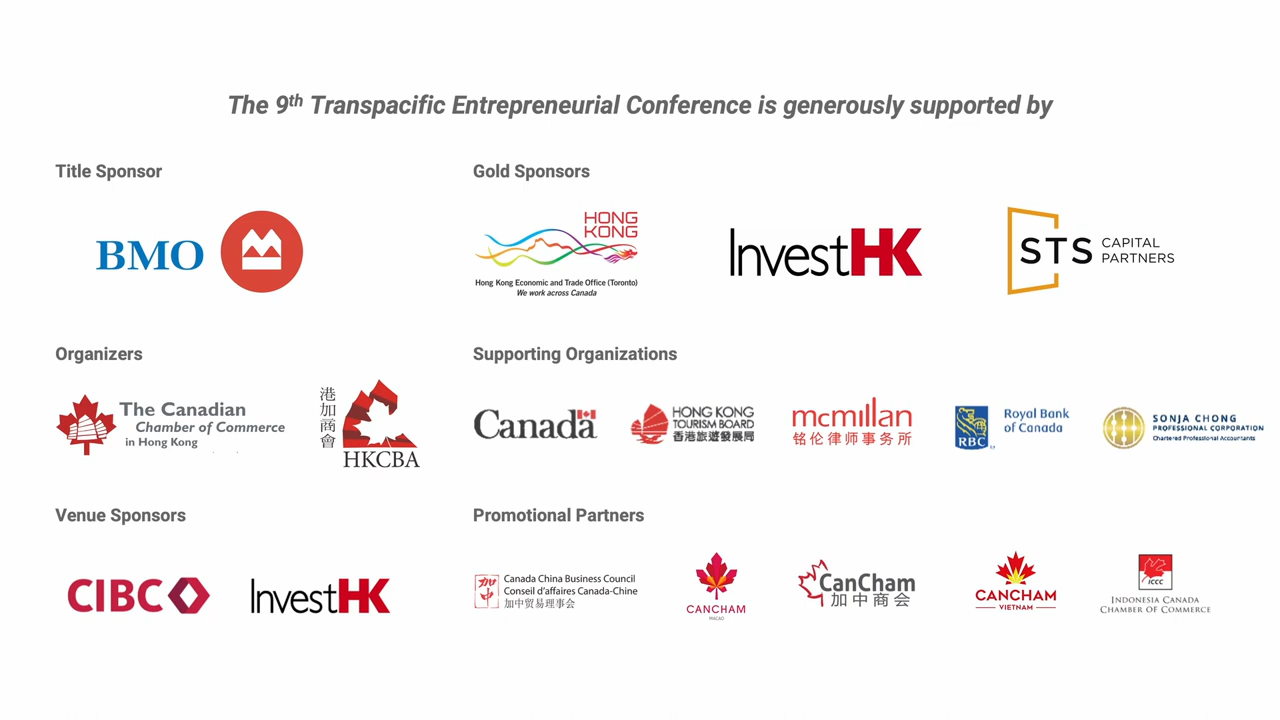 The 9th Transpacific Entrepreneurial Conference is generously supported by
Title Sponsor
BMO
Gold Sponsors
HONG
KONG
Hong Kong Economic and Trade Office (Toronto)
We work across Canada
InvestHK
STS
CAPITAL
PARTNERS
Organizers
The Canadian
Chamber of Commerce
in Hong Kong
港加商會
HKCBA
Supporting Organizations
Canada
HONG KONG
TOURISM BOARD
香港旅遊發展局
mcmillan
铭伦律师事务所
RBC
Royal Bank
of Canada
SONJA CHONG
PROFESSIONAL CORPORATION
Chartered Professional Accountants
Venue Sponsors
CIBC
InvestHK
Promotional Partners
加中
Canada China Business Council
Conseil d'affaires Canada-Chine
加中贸易理事会
CANCHAM
MACAO
CanCham
加中商会
CANCHAM
VIETNAM
ICCC
INDONESIA CANADA
CHAMBER OF COMMERCE